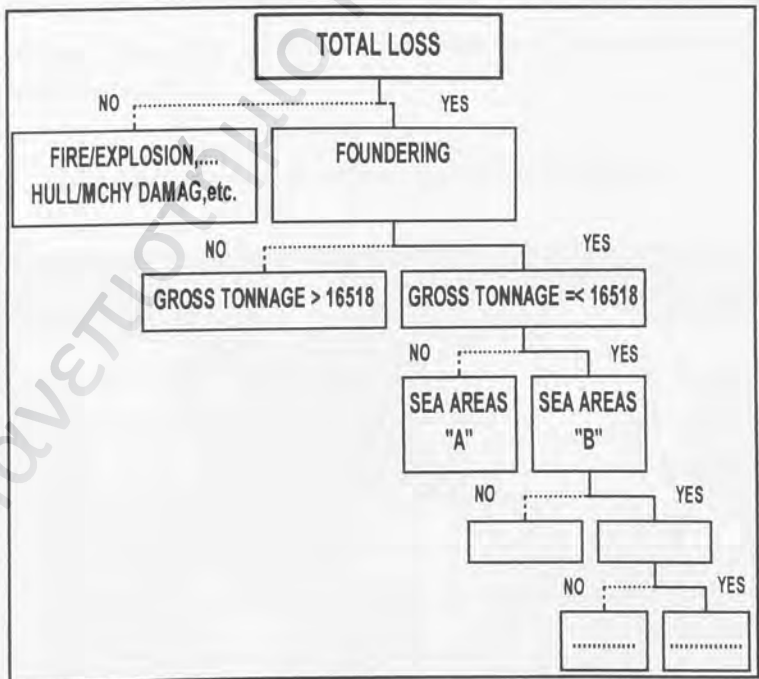 TOTAL LOSS
NO YES
FIRE/EXPLOSION,....
HULL/MCHY DAMAG,etc.
FOUNDERING
NO YES
GROSS TONNAGE > 16518
GROSS TONNAGE =< 16518
NO YES
SEA AREAS
"A"
SEA AREAS
"B"
NO YES
NO YES
............
..............
πανεπιστήμιο